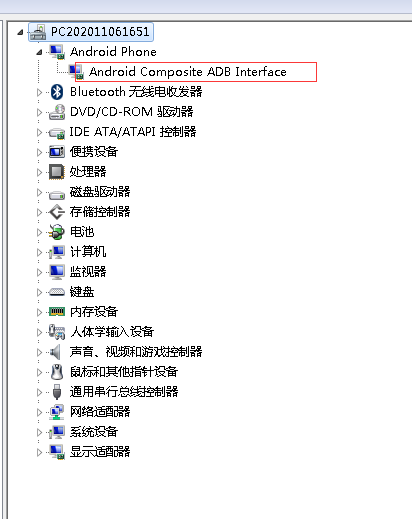 PC202011061651
Android Phone
Android Composite ADB Interface
Bluetooth 无线电收发器
DVD/CD-ROM 驱动器
IDE ATA/ATAPI 控制器
便携设备
处理器
磁盘驱动器
存储控制器
电池
计算机
监视器
键盘
内存设备
人体学输入设备
声音、视频和游戏控制器
鼠标和其他指针设备
通用串行总线控制器
网络适配器
系统设备
显示适配器